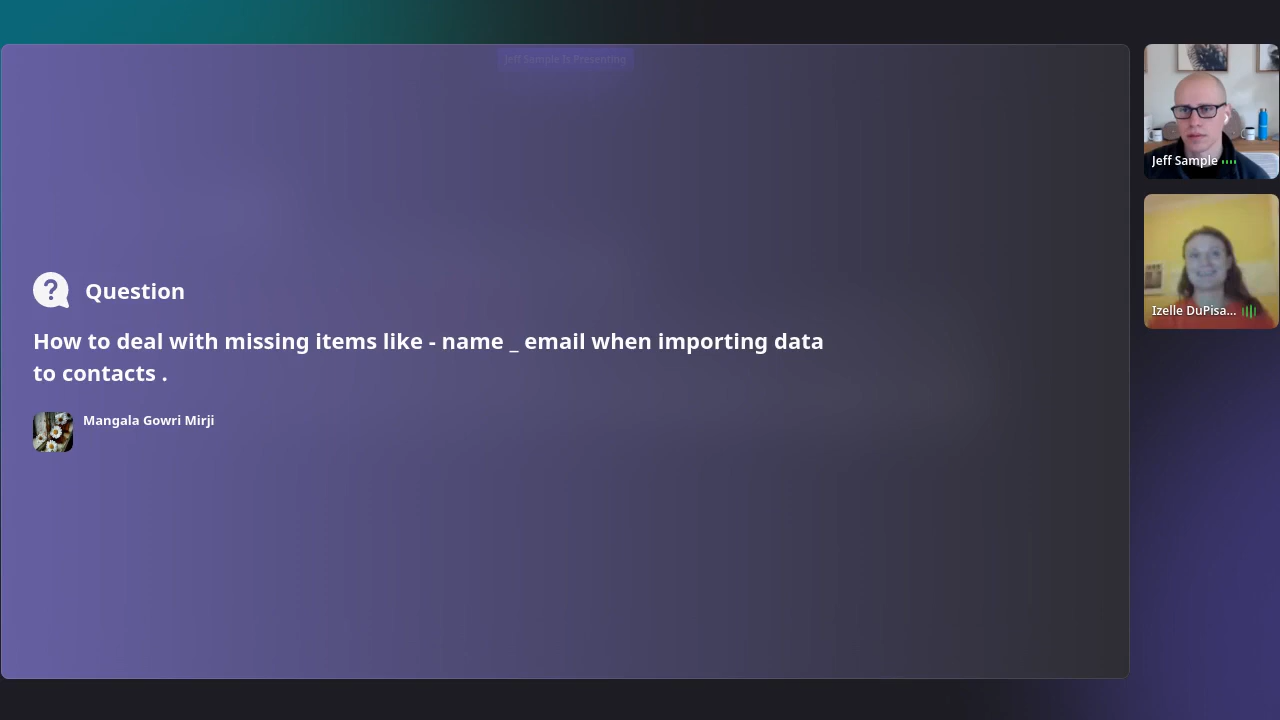 Jeff Sample Is Presenting
Question
How to deal with missing items like - name _ email when importing data
to contacts .
Mangala Gowri Mirji
Jeff Sample
Izelle DuPisa...